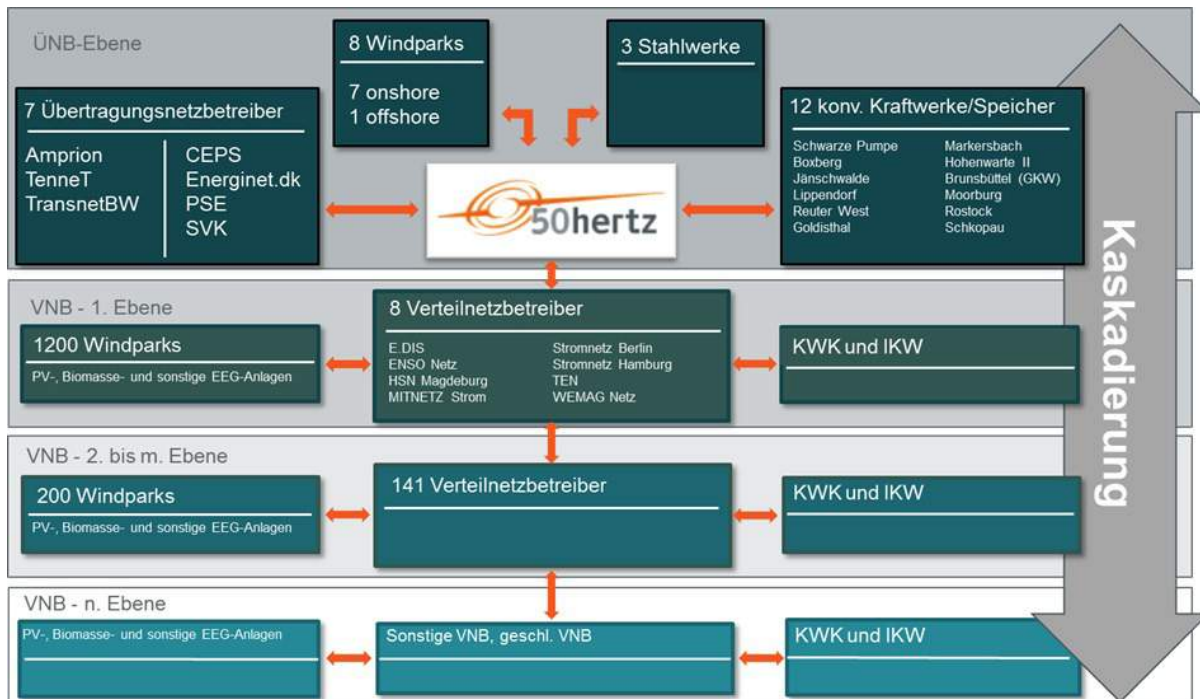 ÜNB-Ebene
8 Windparks
7 onshore
1 offshore
3 Stahlwerke
7 Übertragungsnetzbetreiber
Amprion
TenneT
TransnetBW
CEPS
Energinet.dk
PSE
SVK
50hertz
12 konv. Kraftwerke/Speicher
Schwarze Pumpe
Boxberg
Jänschwalde
Lippendorf
Reuter West
Goldisthal
Markersbach
Hohenwarte II
Brunsbüttel (GKW)
Moorburg
Rostock
Schkopau
Kaskadierung
VNB - 1. Ebene
1200 Windparks
PV-, Biomasse- und sonstige EEG-Anlagen
8 Verteilnetzbetreiber
E.DIS
ENSO Netz
HSN Magdeburg
MITNETZ Strom
Stromnetz Berlin
Stromnetz Hamburg
TEN
WEMAG Netz
KWK und IKW
VNB - 2. bis m. Ebene
200 Windparks
PV-, Biomasse- und sonstige EEG-Anlagen
141 Verteilnetzbetreiber
KWK und IKW
VNB - n. Ebene
PV-, Biomasse- und sonstige EEG-Anlagen
Sonstige VNB, geschl. VNB
KWK und IKW